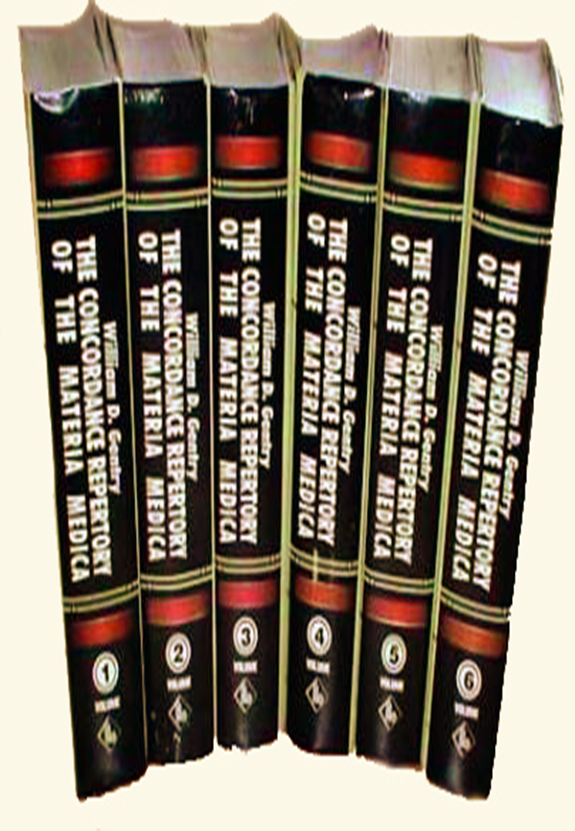 William D. Gentry
THE CONCORDANCE REPERTORY
OF THE MATERIA MEDICA
1
VOLUME
William D. Gentry
THE CONCORDANCE REPERTORY
OF THE MATERIA MEDICA
2
VOLUME
William D. Gentry
THE CONCORDANCE REPERTORY
OF THE MATERIA MEDICA
3
VOLUME
William D. Gentry
THE CONCORDANCE REPERTORY
OF THE MATERIA MEDICA
4
VOLUME
William D. Gentry
THE CONCORDANCE REPERTORY
OF THE MATERIA MEDICA
5
VOLUME
William D. Gentry
THE CONCORDANCE REPERTORY
OF THE MATERIA MEDICA
6
VOLUME